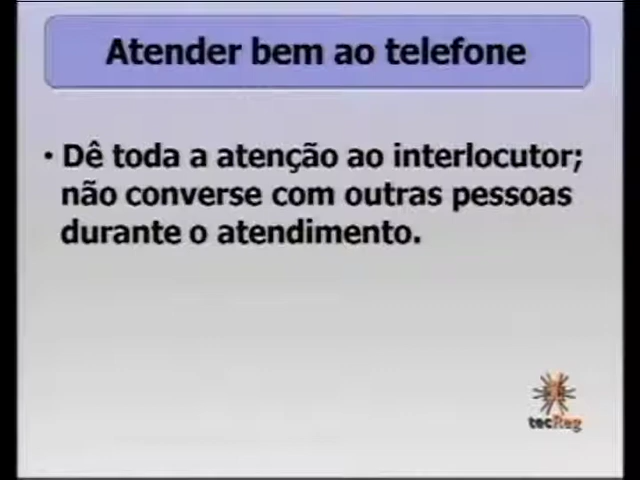 Atender bem ao telefone
• Dê toda a atenção ao interlocutor;
não converse com outras pessoas
durante o atendimento.
tecReg